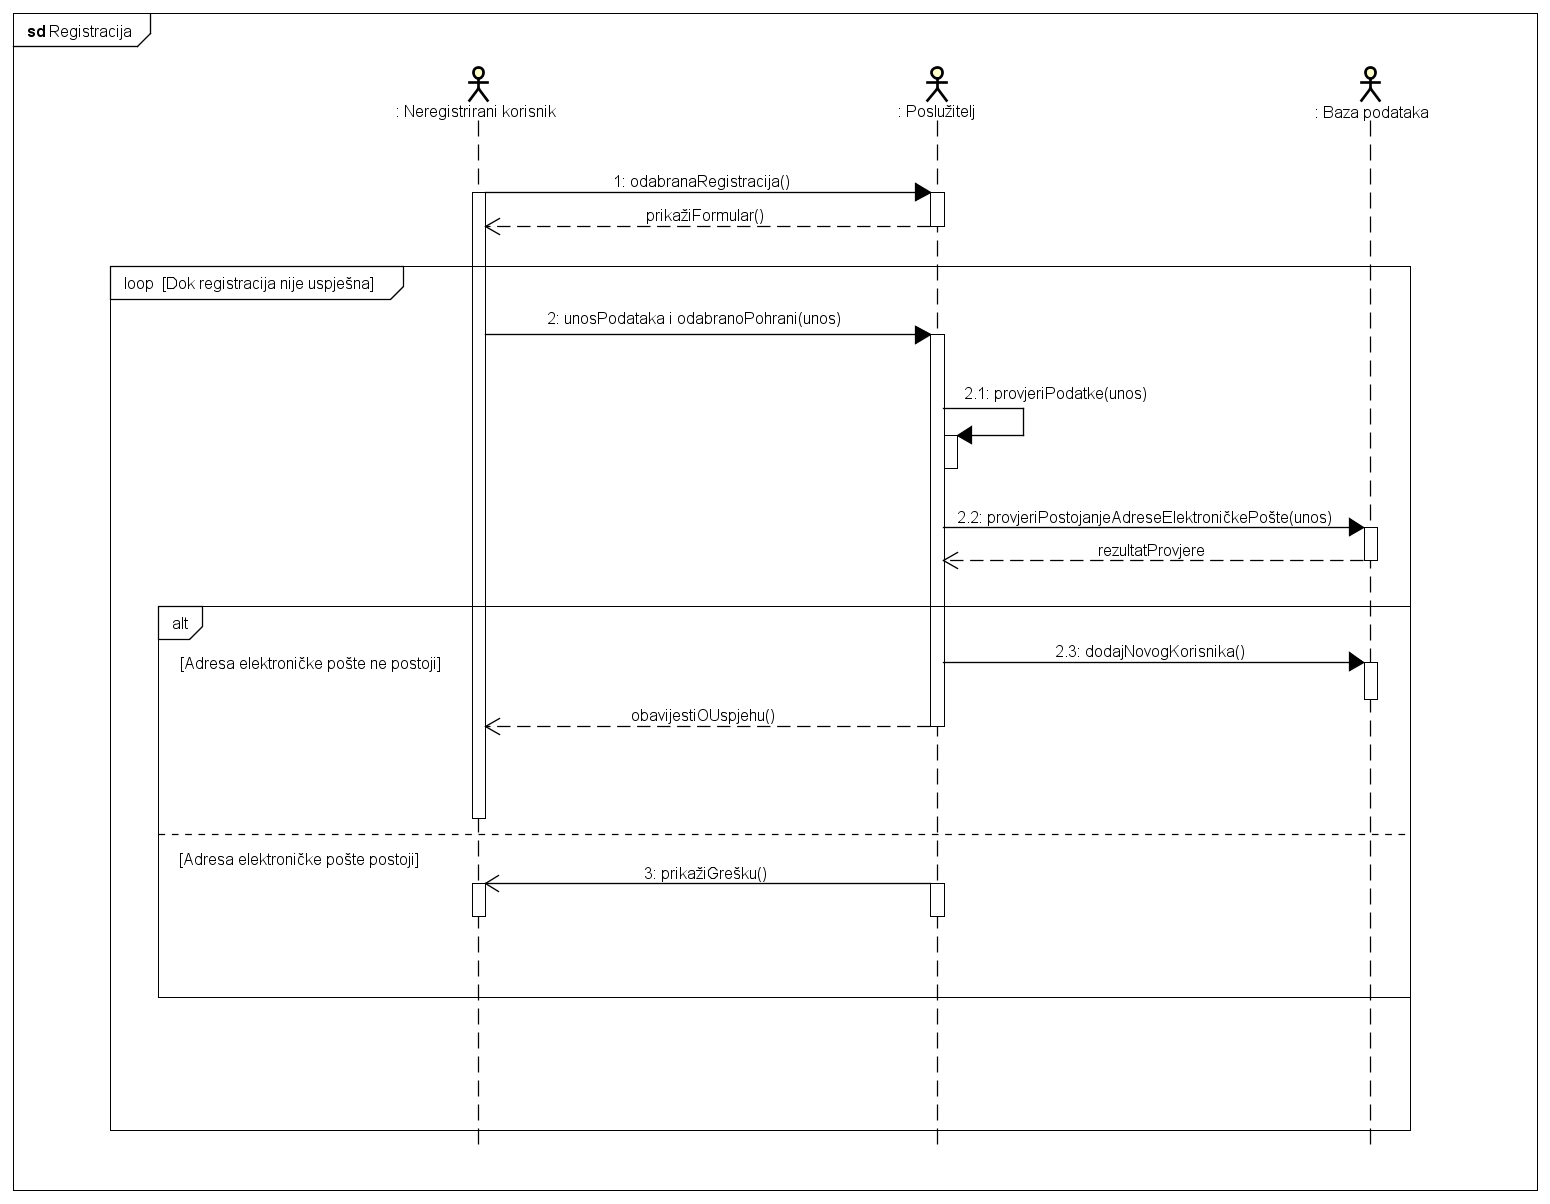 sd Registracija
: Neregistrirani korisnik
: Poslužitelj
: Baza podataka
1: odabranaRegistracija()
prikažiFormular()
loop [Dok registracija nije uspješna]
2: unosPodataka i odabranoPohrani(unos)
2.1: provjeriPodatke(unos)
2.2: provjeriPostojanjeAdreseElektroničkePošte(unos)
rezultatProvjere
alt
[Adresa elektroničke pošte ne postoji]
2.3: dodajNovogKorisnika()
obavijestiOUspjehu()
[Adresa elektroničke pošte postoji]
3: prikažiGrešku()